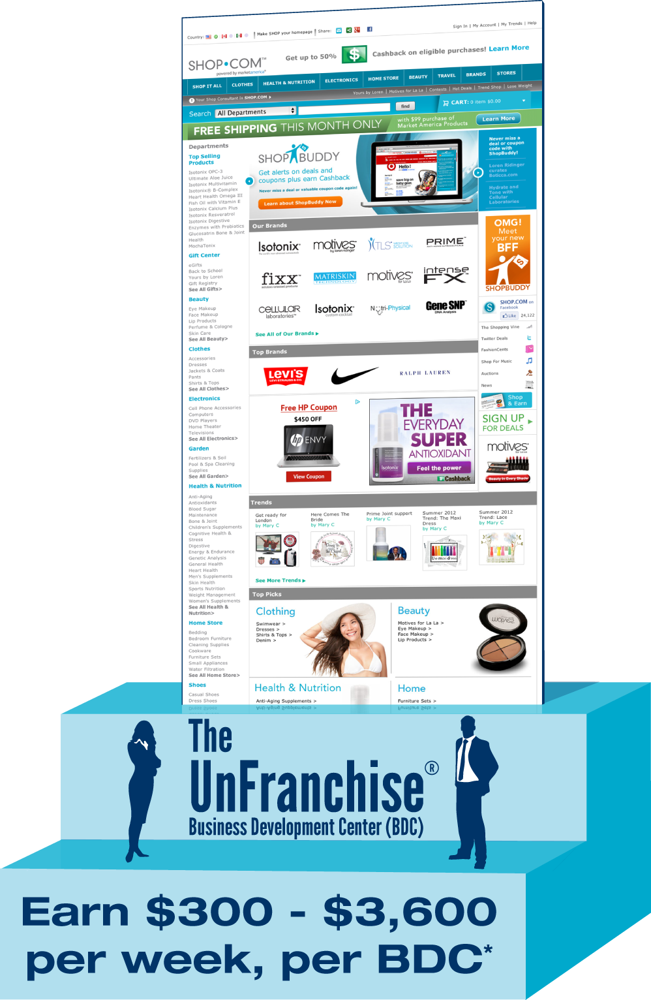 Country:
Make SHOP your homepage
Share:
Sign In | My Account | My Trends | Help
SHOP•COM™
powered by marketamerica®
Get up to 50% $ Cashback on eligible purchases! Learn More
SHOP IT ALL CLOTHES HEALTH & NUTRITION ELECTRONICS HOME STORE BEAUTY TRAVEL BRANDS STORES
Your Shop Consultant Is SHOP.COM
Yours by Loren | Motives for La La | Contests | Hot Deals | Trend Shop | Lose Weight
Search All Departments find
CART: 0 item $0.00
FREE SHIPPING THIS MONTH ONLY
with $99 purchase of
Market America Products
Learn More
Departments
Top Selling
Products
Isotonix OPC-3
Ultimate Aloe Juice
Isotonix Multivitamin
Isotonix® B-Complex
Heart Health Omega III
Fish Oil with Vitamin E
Isotonix Calcium Plus
Isotonix Resveratrol
Isotonix Digestive
Enzymes with Probiotics
Glucosatrin Bone & Joint
Health
MochaTonix
Gift Center
eGifts
Back to School
Yours by Loren
Gift Registry
See All Gifts>
Beauty
Eye Makeup
Face Makeup
Lip Products
Perfume & Cologne
Skin Care
See All Beauty>
Clothes
Accessories
Dresses
Jackets & Coats
Pants
Shirts & Tops
See All Clothes>
Electronics
Cell Phone Accessories
Computers
DVD Players
Home Theater
Televisions
See All Electronics>
Garden
Fertilizers & Soil
Pool & Spa Cleaning
Supplies
See All Garden>
Health & Nutrition
Anti-Aging
Antioxidants
Blood Sugar
Maintenance
Bone & Joint
Children's Supplements
Cognitive Health &
Stress
Digestive
Energy & Endurance
Genetic Analysis
General Health
Heart Health
Men's Supplements
Skin Health
Sports Nutrition
Weight Management
Women's Supplements
See All Health &
Nutrition>
Home Store
Bedding
Bedroom Furniture
Cleaning Supplies
Cookware
Furniture Sets
Small Appliances
Water Filtration
See All Home Store>
Shoes
Casual Shoes
Dress Shoes
SHOP BUDDY
Get alerts on deals and
coupons plus earn Cashback
Never miss a deal or valuable coupon code again!
Learn about ShopBuddy Now
Hello !
save big on
baby gear.
Never miss a
deal or coupon
code with
ShopBuddy!
Loren Ridinger
curates
Boticca.com
Hydrate and
Tone with
Cellular
Laboratories
Our Brands
Isotonix®
motives®
by loren ridinger
TLS® WEIGHT LOSS SOLUTION
PRIME™
fixx™
solution-oriented products™
MATRISKIN
TECHNOLOGY
motives®
for La La
intense
FX™
CELLULAR
laboratories™
Isotonix®
custom cocktail
Nutri-Physical
Gene SNP™
DNA Analysis
See All of Our Brands
OMG!
Meet
your new
BFF
SHOPBUDDY
SHOP.COM on
Facebook
Like 24,122
The Shopping Vine
Twitter Deals
FashionCents
Shop For Music
Auctions
News
Shop
& Earn
SIGN UP
FOR DEALS
motives®
for La La
Beauty in Every Shade
Top Brands
LEVI'S
LEVI STRAUSS & CO.
RALPH LAUREN
Free HP Coupon
$450 OFF
hp ENVY
View Coupon
THE
EVERYDAY
SUPER
ANTIOXIDANT
Isotonix
Feel the power
$ Cashback
Trends
Get ready for
London
by Mary C
Here Comes The
Bride
by Mary C
Prime Joint support
by Mary C
Summer 2012
Trend: The Maxi
Dress
by Mary C
the maxi dress
Summer 2012
Trend: Lace
by Mary C
See More Trends
Top Picks
Clothing
Swimwear >
Dresses >
Shirts & Tops >
Denim >
Beauty
Motives for La La >
Eye Makeup >
Face Makeup >
Lip Products >
motives
Health & Nutrition
Anti-Aging Supplements >
Home
Furniture Sets >
The
UnFranchise®
Business Development Center (BDC)
Earn $300 - $3,600
per week, per BDC*